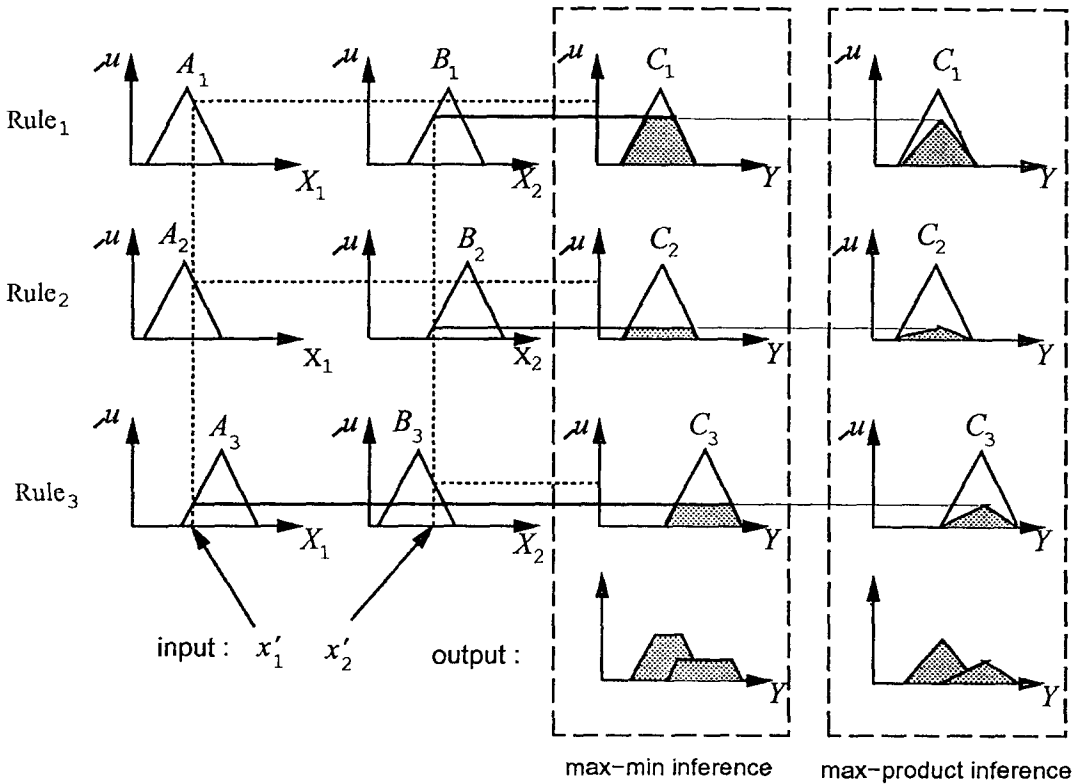 μ A₁ μ B₁ μ C₁ μ C₁
Rule₁
X₁ X₂ Y Y
μ A₂ μ B₂ μ C₂ μ C₂
Rule₂
X₁ X₂ Y Y
μ A₃ μ B₃ μ C₃ μ C₃
Rule₃
X₁ X₂ Y Y
input : x′₁ x′₂ output :
Y Y
max-min inference max-product inference